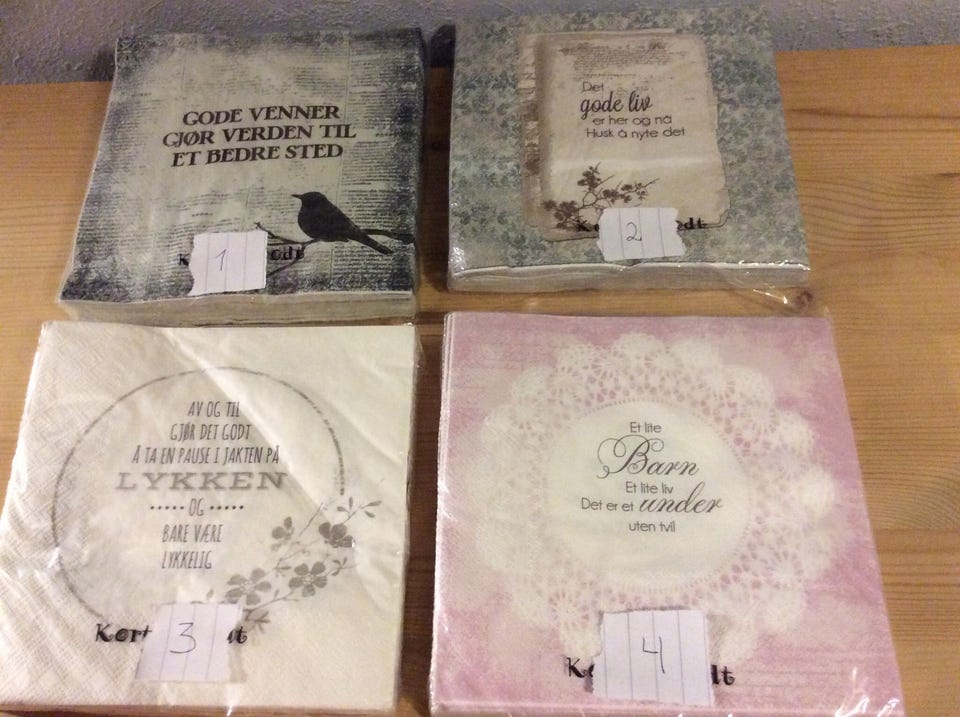 GODE VENNER
GJØR VERDEN TIL
ET BEDRE STED
1
Det
gode liv
er her og nå
Husk å nyte det
2
AV OG TIL
GJØR DET GODT
Å TA EN PAUSE I JAKTEN PÅ
LYKKEN
OG
BARE VÆRE
LYKKELIG
3
Et lite
Barn
Et lite liv
Det er et under
uten tvil
4